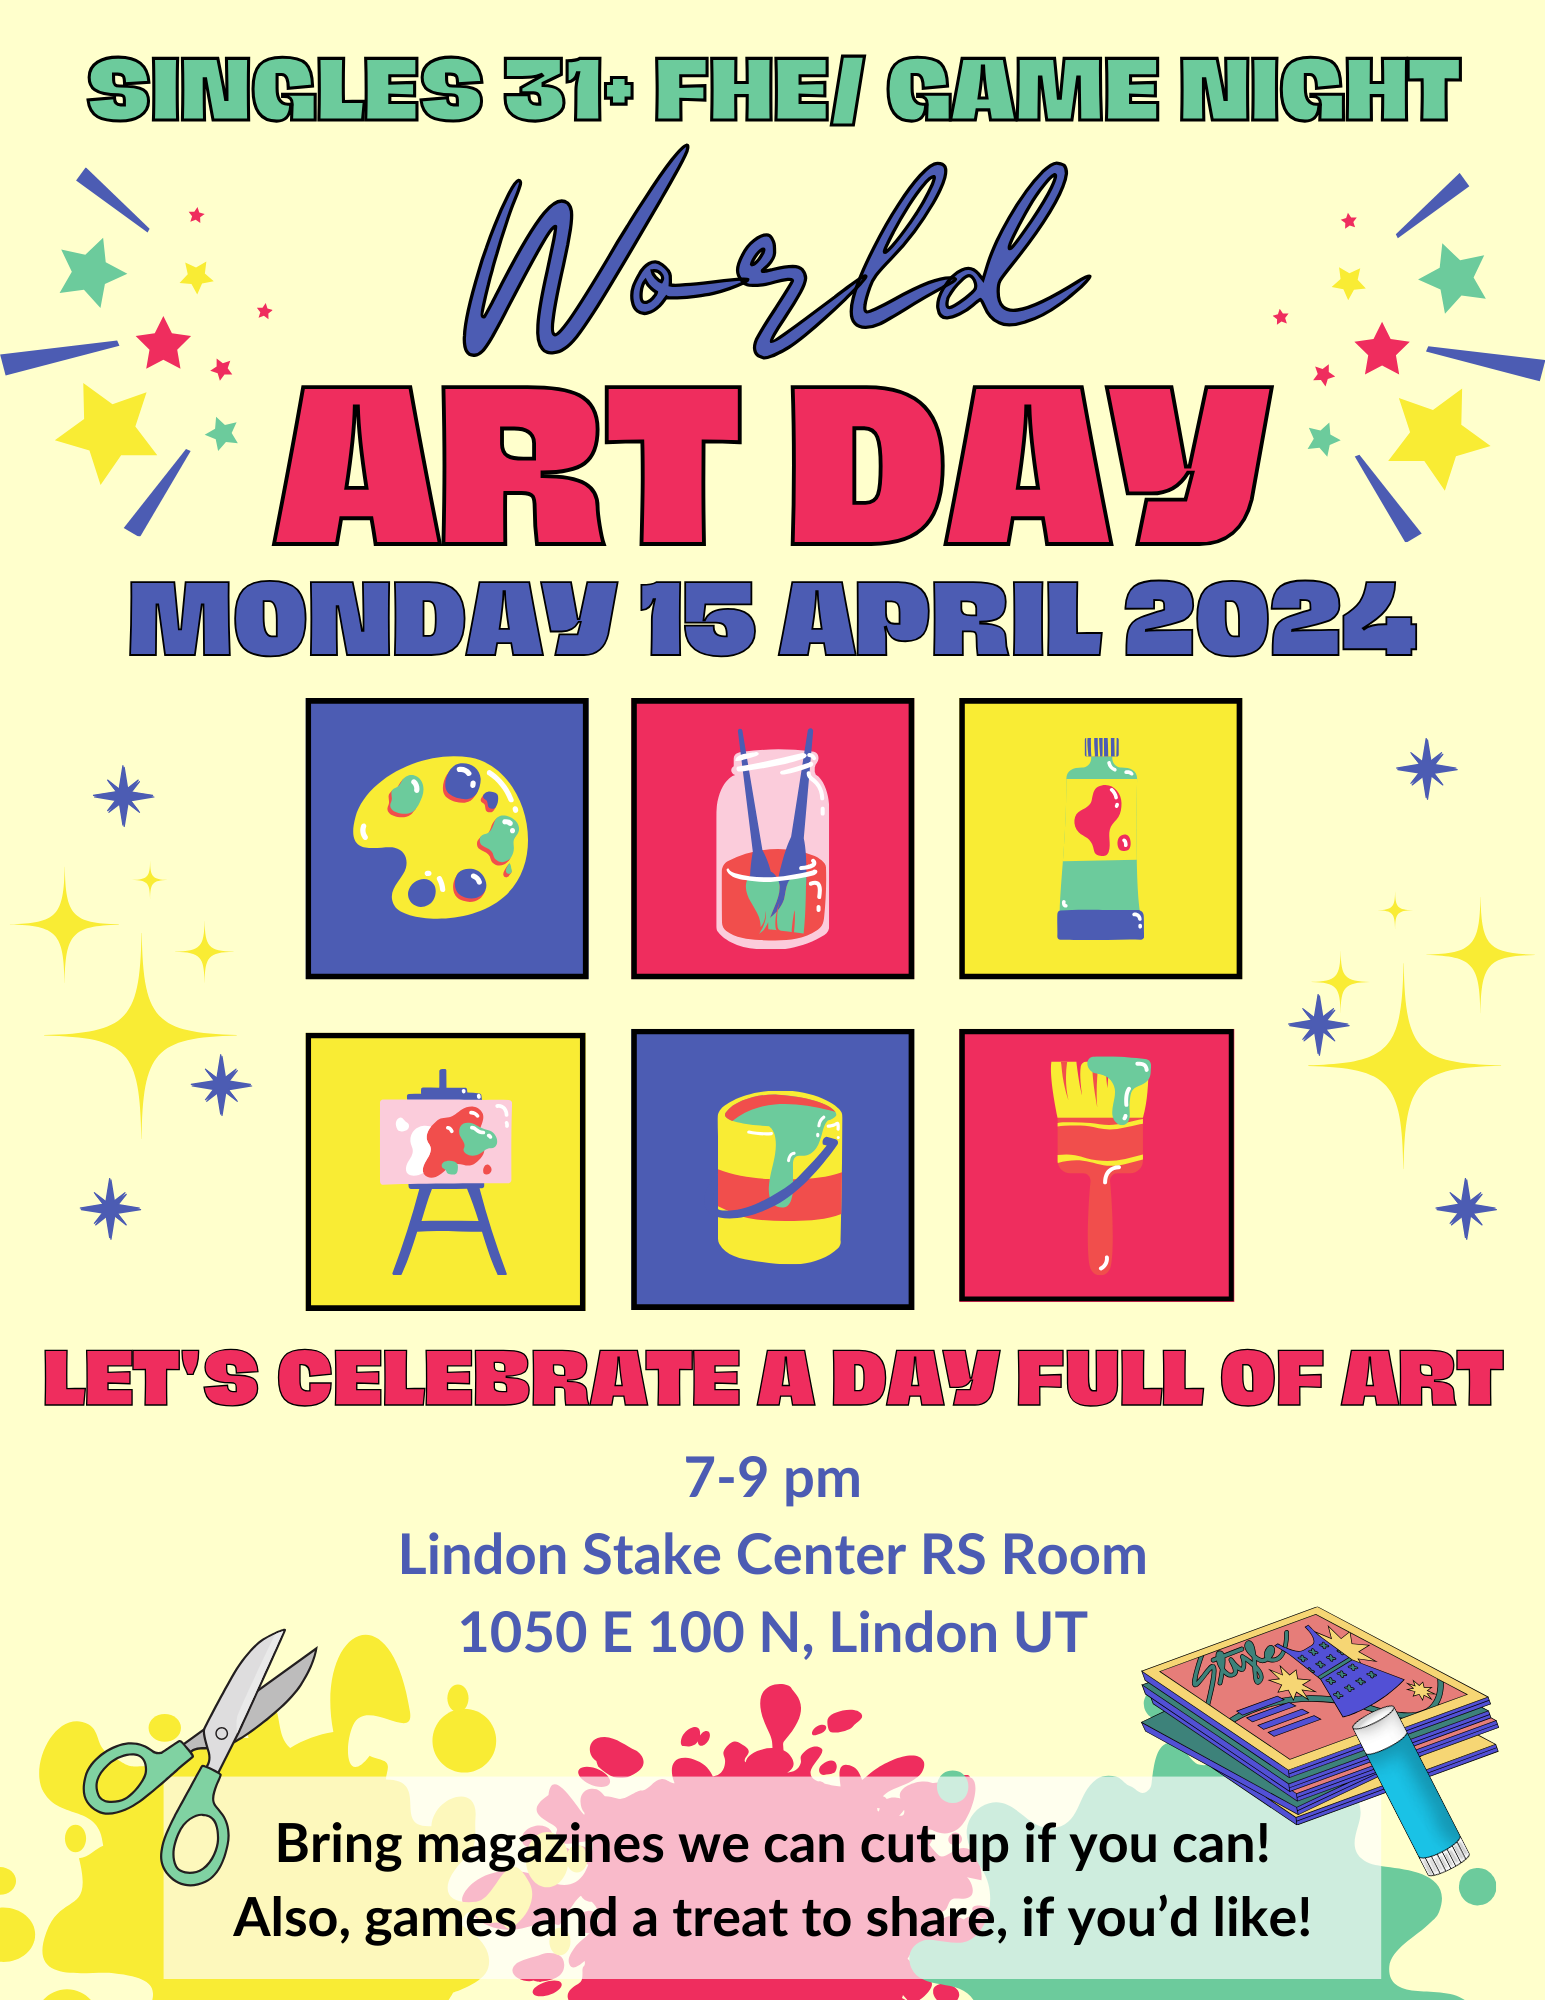 SINGLES 31+ FHE/ GAME NIGHT
World
ART DAY
MONDAY 15 APRIL 2024
LET'S CELEBRATE A DAY FULL OF ART
7-9 pm
Lindon Stake Center RS Room
1050 E 100 N, Lindon UT
Style
Bring magazines we can cut up if you can!
Also, games and a treat to share, if you’d like!